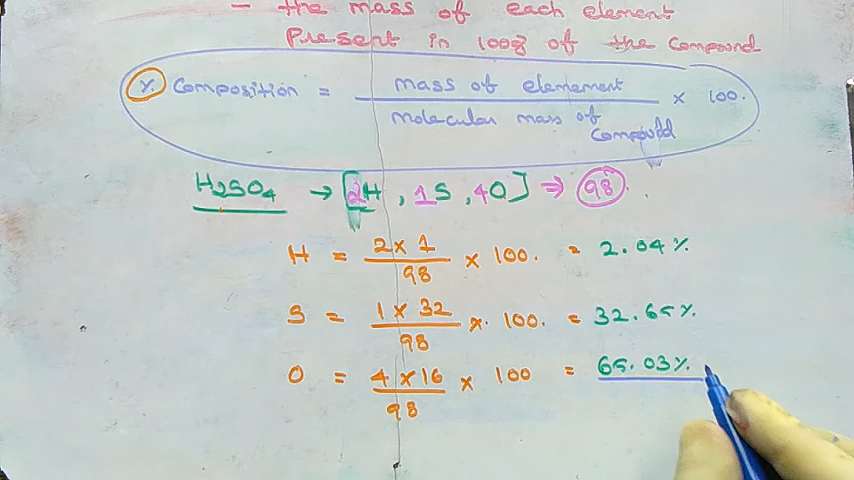 - the mass of each element
Present in 100g of the compound
% Composition = mass of elemement / molecular mass of compound × 100.
H2SO4 → [2H, 1S, 4O] ⇒ 98.
H = 2 × 1 / 98 × 100. = 2.04%
S = 1 × 32 / 98 × 100. = 32.65%.
O = 4 × 16 / 98 × 100 = 65.03%.